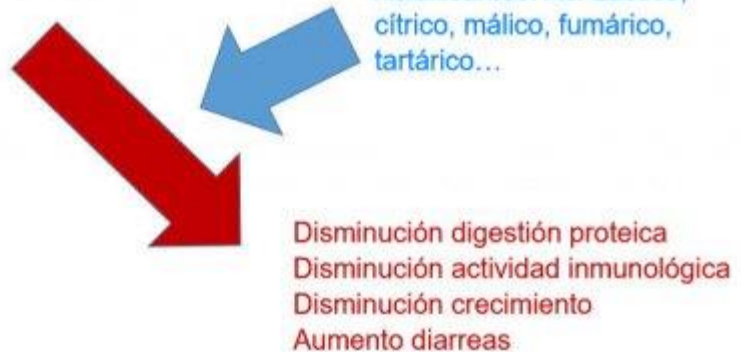 cítrico, málico, fumárico,
tartárico…
Disminución digestión proteica
Disminución actividad inmunológica
Disminución crecimiento
Aumento diarreas